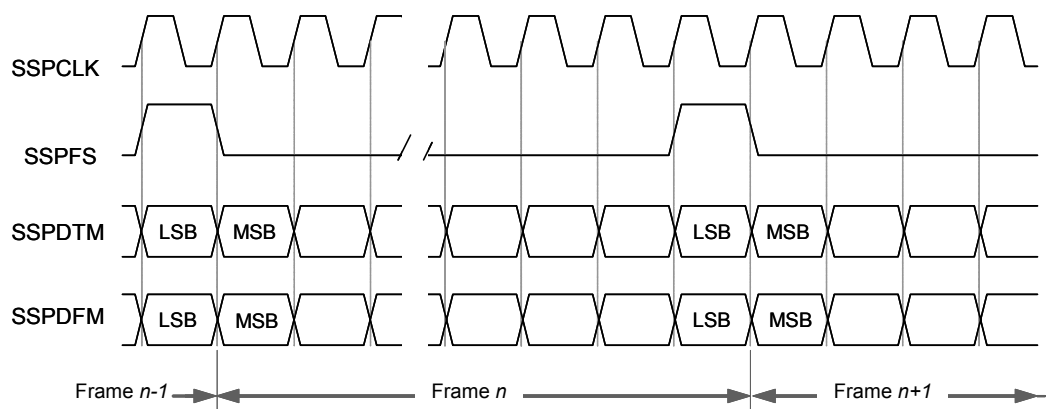 SSPCLK
SSPFS
SSPDTM LSB MSB LSB MSB
SSPDFM LSB MSB LSB MSB
Frame n-1 Frame n Frame n+1